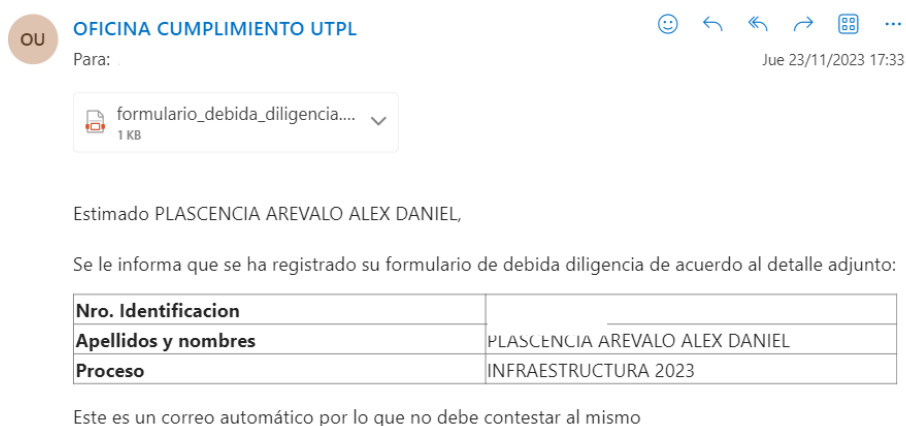 OU
OFICINA CUMPLIMIENTO UTPL
Para:
Jue 23/11/2023 17:33
formulario_debida_diligencia....
1 KB
Estimado PLASCENCIA AREVALO ALEX DANIEL,
Se le informa que se ha registrado su formulario de debida diligencia de acuerdo al detalle adjunto:
Nro. Identificacion
Apellidos y nombres PLASCENCIA AREVALO ALEX DANIEL
Proceso INFRAESTRUCTURA 2023
Este es un correo automático por lo que no debe contestar al mismo